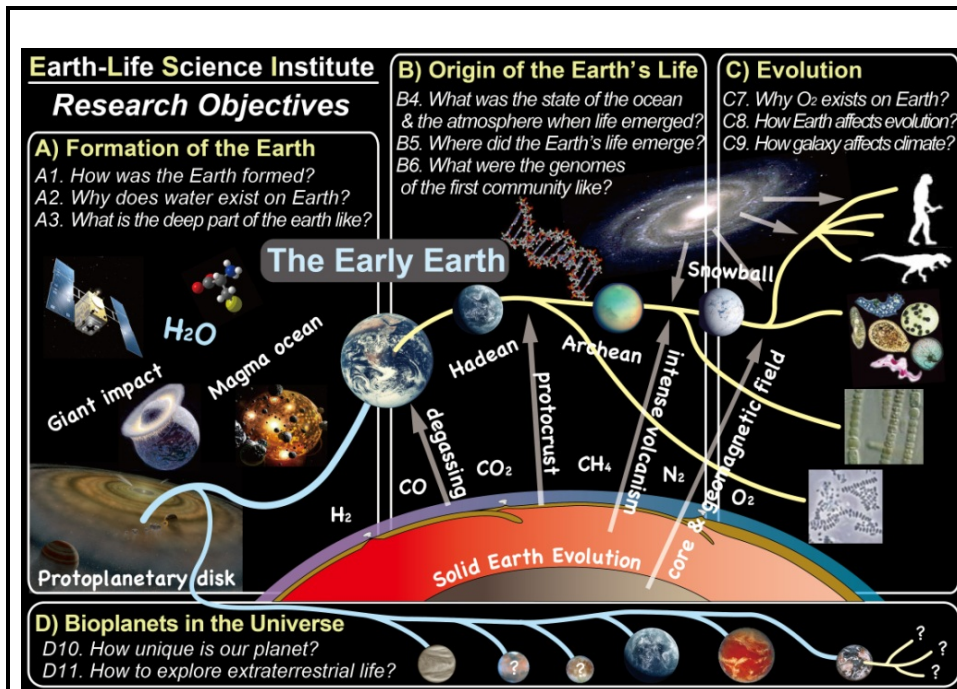 Earth-Life Science Institute
Research Objectives
A) Formation of the Earth
A1. How was the Earth formed?
A2. Why does water exist on Earth?
A3. What is the deep part of the earth like?
B) Origin of the Earth's Life
B4. What was the state of the ocean
& the atmosphere when life emerged?
B5. Where did the Earth's life emerge?
B6. What were the genomes
of the first community like?
C) Evolution
C7. Why O₂ exists on Earth?
C8. How Earth affects evolution?
C9. How galaxy affects climate?
The Early Earth
H₂O
Giant impact
Magma ocean
Protoplanetary disk
Hadean
Archean
Snowball
degassing
protocrust
intense volcanism
core & geomagnetic field
H₂
CO
CO₂
CH₄
N₂
O₂
Solid Earth Evolution
D) Bioplanets in the Universe
D10. How unique is our planet?
D11. How to explore extraterrestrial life?
?
?
?
?
?